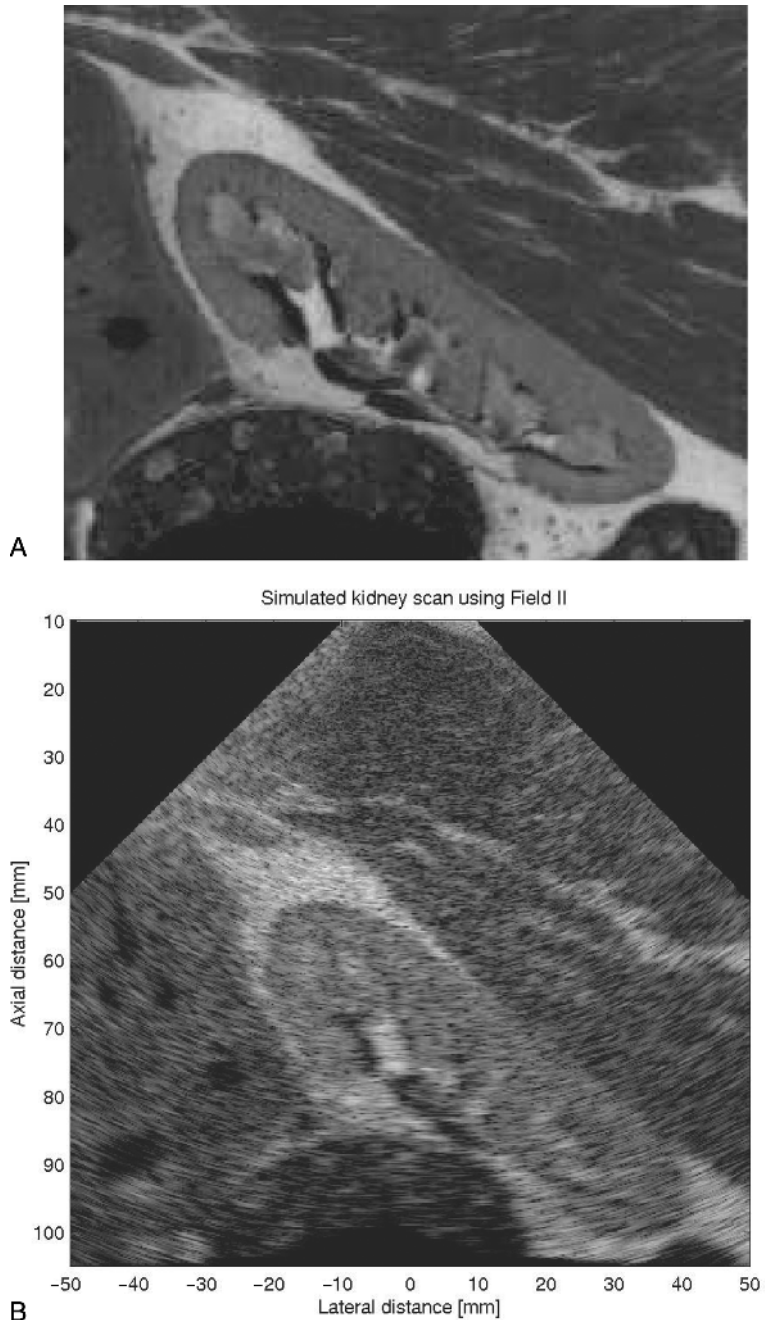 A
Simulated kidney scan using Field II
10
20
30
40
50
60
70
80
90
100
Axial distance [mm]
−50 −40 −30 −20 −10 0 10 20 30 40 50
Lateral distance [mm]
B